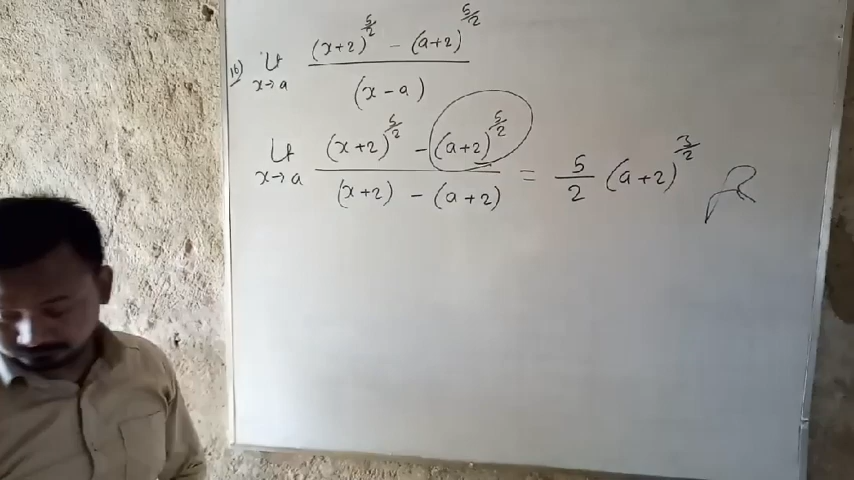 16) Lt x→a (x+2)^5/2 - (a+2)^5/2 / (x-a)
Lt x→a (x+2)^5/2 - (a+2)^5/2 / (x+2) - (a+2) = 5/2 (a+2)^3/2